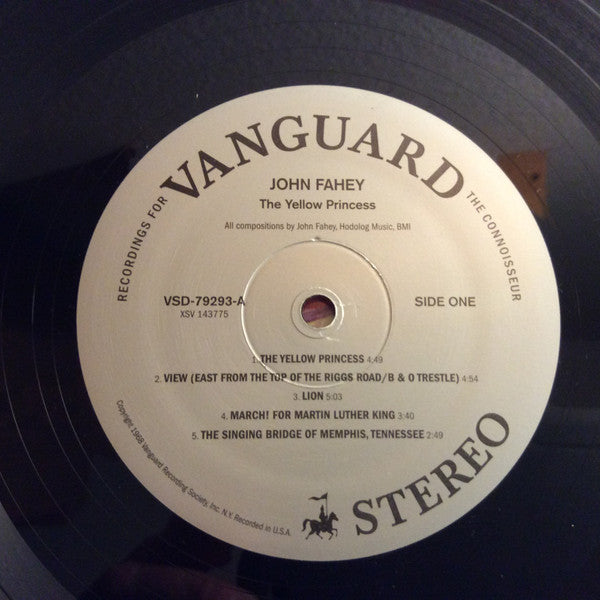 RECORDINGS FOR
VANGUARD
THE CONNOISSEUR
JOHN FAHEY
The Yellow Princess
All compositions by John Fahey, Hodolog Music, BMI
VSD-79293-A
XSV 143775
SIDE ONE
1. THE YELLOW PRINCESS 4:49
2. VIEW (EAST FROM THE TOP OF THE RIGGS ROAD/B & O TRESTLE) 4:54
3. LION 5:03
4. MARCH! FOR MARTIN LUTHER KING 3:40
5. THE SINGING BRIDGE OF MEMPHIS, TENNESSEE 2:49
Copyright 1968 Vanguard Recording Society, Inc. N.Y. Recorded in U.S.A.
STEREO